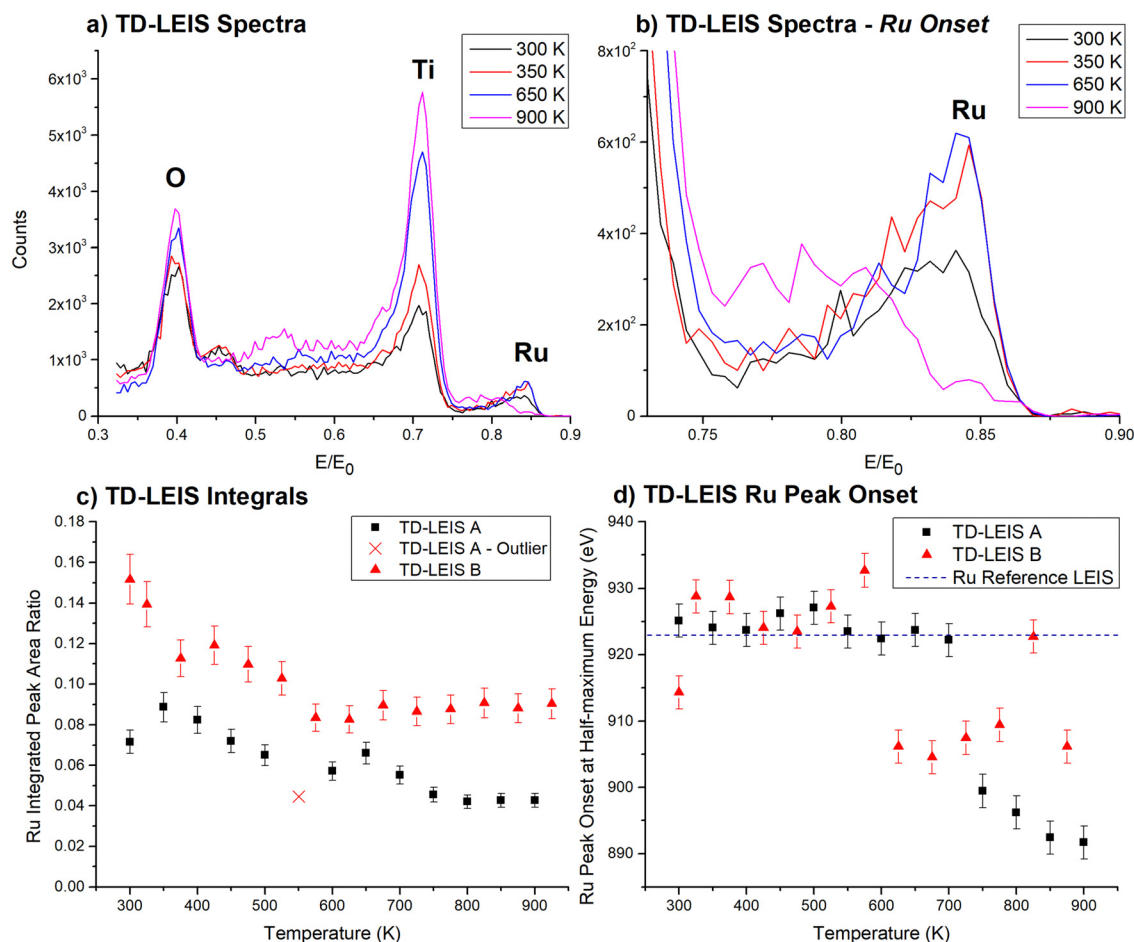 a) TD-LEIS Spectra
300 K
350 K
650 K
900 K
O
Ti
Ru
6x10³
5x10³
4x10³
3x10³
2x10³
1x10³
0
Counts
0.3 0.4 0.5 0.6 0.7 0.8 0.9
E/E₀
b) TD-LEIS Spectra - Ru Onset
300 K
350 K
650 K
900 K
Ru
8x10²
6x10²
4x10²
2x10²
0
0.75 0.80 0.85 0.90
E/E₀
c) TD-LEIS Integrals
TD-LEIS A
TD-LEIS A - Outlier
TD-LEIS B
0.18
0.16
0.14
0.12
0.10
0.08
0.06
0.04
0.02
0.00
Ru Integrated Peak Area Ratio
300 400 500 600 700 800 900
Temperature (K)
d) TD-LEIS Ru Peak Onset
TD-LEIS A
TD-LEIS B
Ru Reference LEIS
940
930
920
910
900
890
Ru Peak Onset at Half-maximum Energy (eV)
300 400 500 600 700 800 900
Temperature (K)